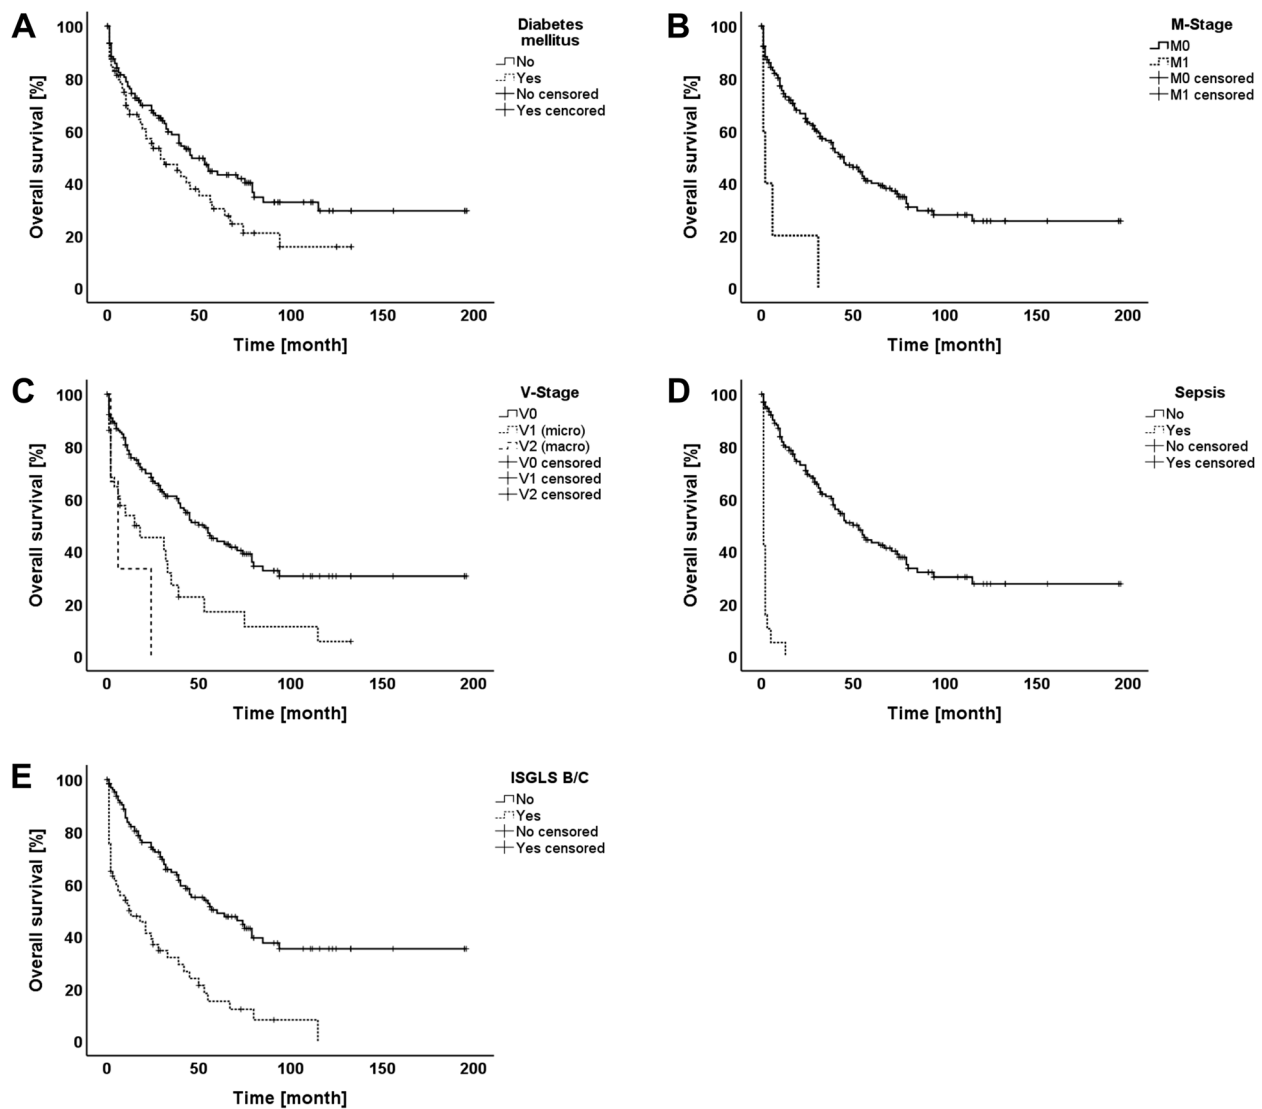 A
Diabetes
mellitus
No
Yes
No censored
Yes cencored
100
80
60
40
20
0
Overall survival [%]
0 50 100 150 200
Time [month]
B
M-Stage
M0
M1
M0 censored
M1 censored
100
80
60
40
20
0
Overall survival [%]
0 50 100 150 200
Time [month]
C
V-Stage
V0
V1 (micro)
V2 (macro)
V0 censored
V1 censored
V2 censored
100
80
60
40
20
0
Overall survival [%]
0 50 100 150 200
Time [month]
D
Sepsis
No
Yes
No censored
Yes censored
100
80
60
40
20
0
Overall survival [%]
0 50 100 150 200
Time [month]
E
ISGLS B/C
No
Yes
No censored
Yes censored
100
80
60
40
20
0
Overall survival [%]
0 50 100 150 200
Time [month]